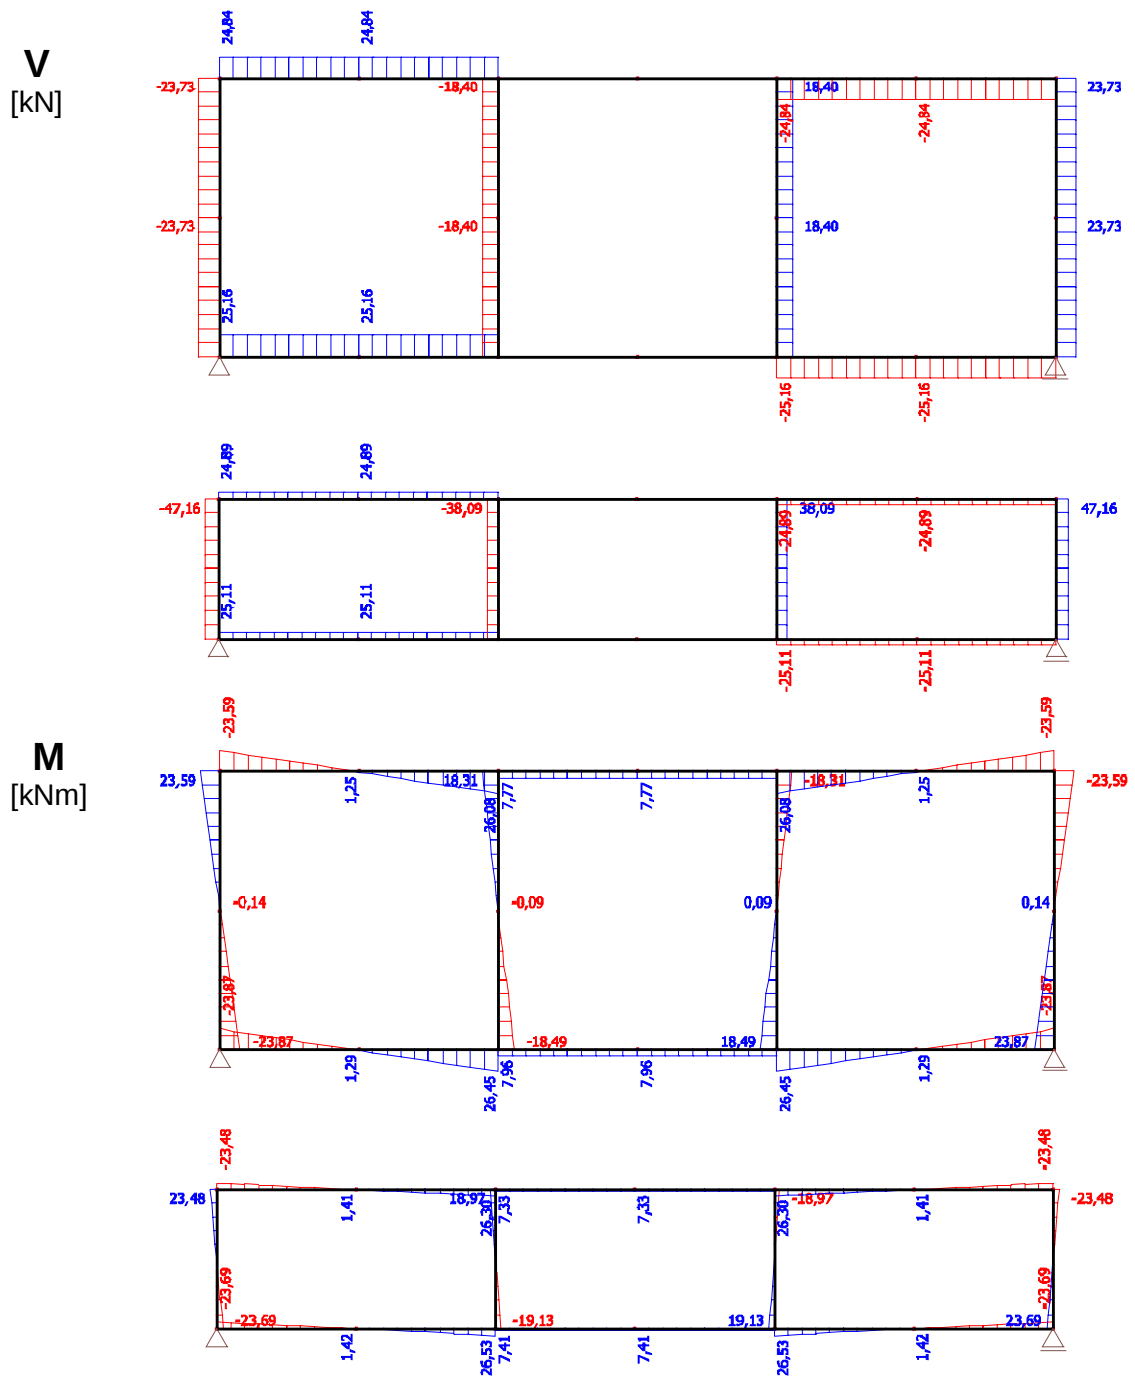 24,84 24,84
V
-23,73 -18,40 18,40 23,73
[kN]
-24,84 -24,84
-23,73 -18,40 18,40 23,73
25,16 25,16
-25,16 -25,16
24,89 24,89
-47,16 -38,09 38,09 47,16
-24,89 -24,89
25,11 25,11
-25,11 -25,11
-23,59 -23,59
M
23,59 1,25 18,31 7,77 7,77 -18,31 1,25 -23,59
[kNm]
26,08 26,08
-0,14 -0,09 0,09 0,14
-23,87 -23,87
-23,87 -18,49 18,49 23,87
1,29 26,45 7,96 7,96 26,45 1,29
-23,48 -23,48
23,48 1,41 18,97 26,30 7,33 7,33 26,30 -18,97 1,41 -23,48
-23,69 -23,69
-23,69 -19,13 19,13 23,69
1,42 26,53 7,41 7,41 26,53 1,42